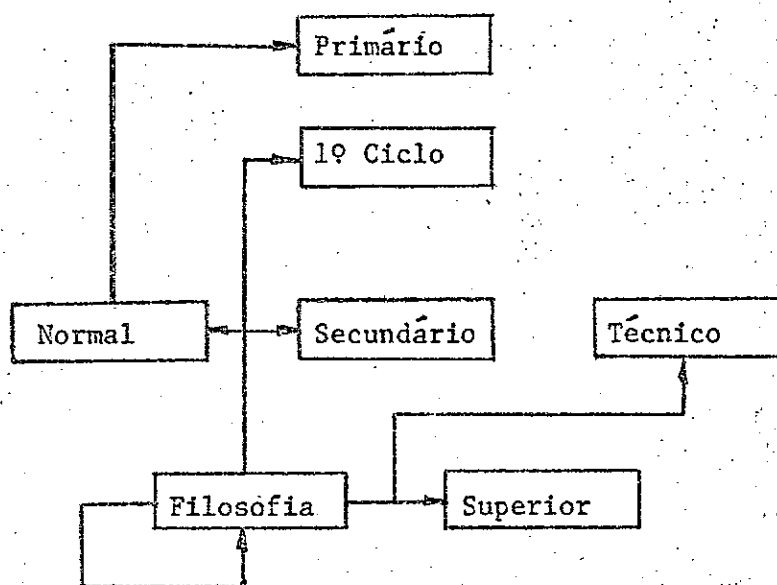 Primário
1º Ciclo
Normal
Secundário
Técnico
Filosofia
Superior